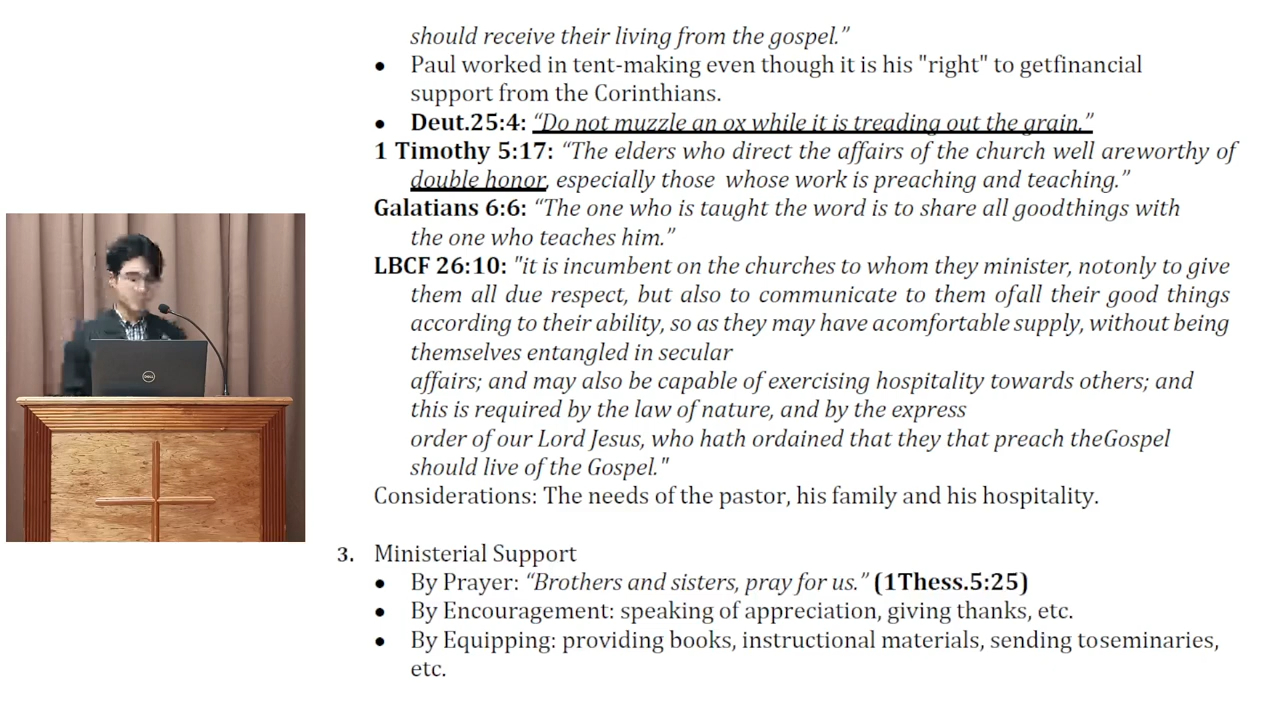 should receive their living from the gospel.”
• Paul worked in tent-making even though it is his "right" to getfinancial
support from the Corinthians.
• Deut.25:4: “Do not muzzle an ox while it is treading out the grain.”
1 Timothy 5:17: “The elders who direct the affairs of the church well areworthy of
double honor, especially those whose work is preaching and teaching.”
Galatians 6:6: “The one who is taught the word is to share all goodthings with
the one who teaches him.”
LBCF 26:10: "it is incumbent on the churches to whom they minister, notonly to give
them all due respect, but also to communicate to them ofall their good things
according to their ability, so as they may have acomfortable supply, without being
themselves entangled in secular
affairs; and may also be capable of exercising hospitality towards others; and
this is required by the law of nature, and by the express
order of our Lord Jesus, who hath ordained that they that preach theGospel
should live of the Gospel."
Considerations: The needs of the pastor, his family and his hospitality.
3. Ministerial Support
• By Prayer: “Brothers and sisters, pray for us.” (1Thess.5:25)
• By Encouragement: speaking of appreciation, giving thanks, etc.
• By Equipping: providing books, instructional materials, sending toseminaries,
etc.
DELL